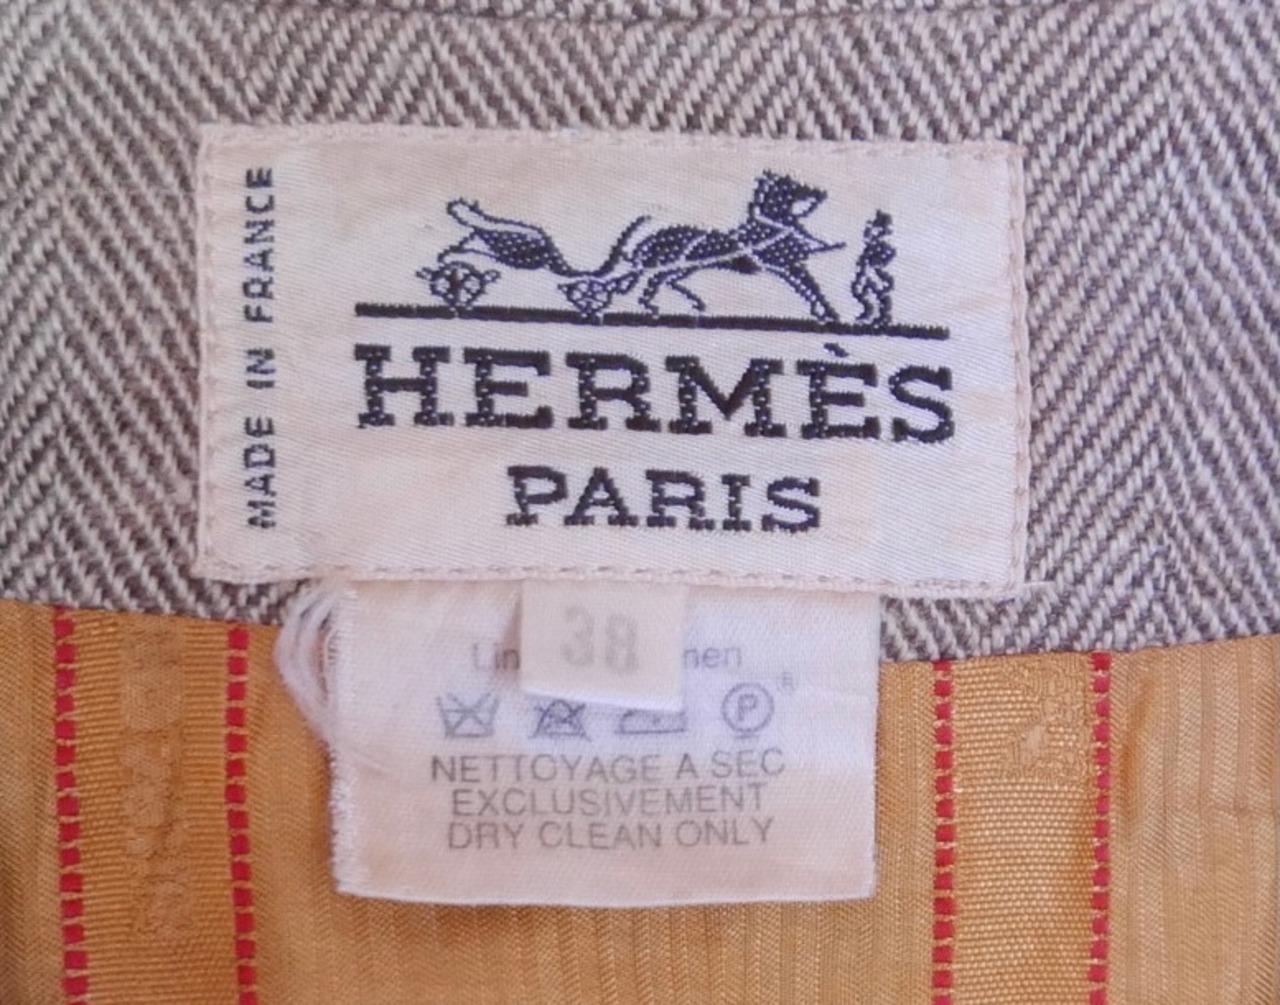 MADE IN FRANCE
HERMÈS
PARIS
38
NETTOYAGE A SEC
EXCLUSIVEMENT
DRY CLEAN ONLY